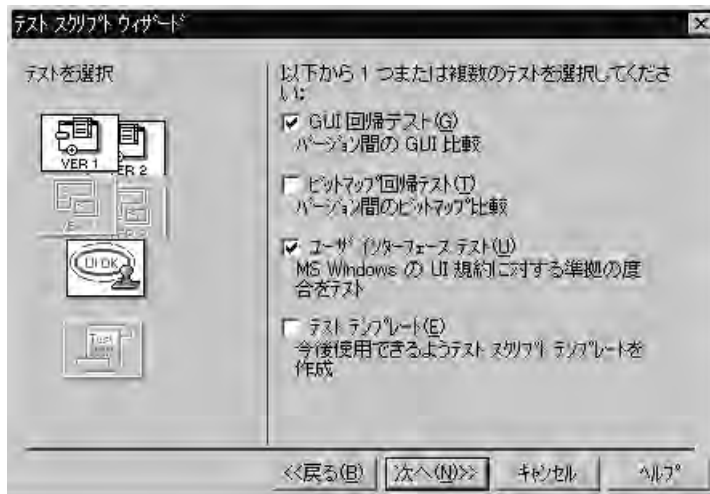 テスト スクリプト ウィザード
テストを選択
VER 1
ER 2
UI OK
Test
以下から 1 つまたは複数のテストを選択してくださ
い:
GUI 回帰テスト(G)
バージョン間の GUI 比較
ビットマップ回帰テスト(T)
バージョン間のビットマップ比較
ユーザ インターフェース テスト(U)
MS Windows の UI 規約に対する準拠の度
合をテスト
テスト テンプレート(E)
今後使用できるようテスト スクリプト テンプレートを
作成
<<戻る(B)
次へ(N)>>
キャンセル
ヘルプ